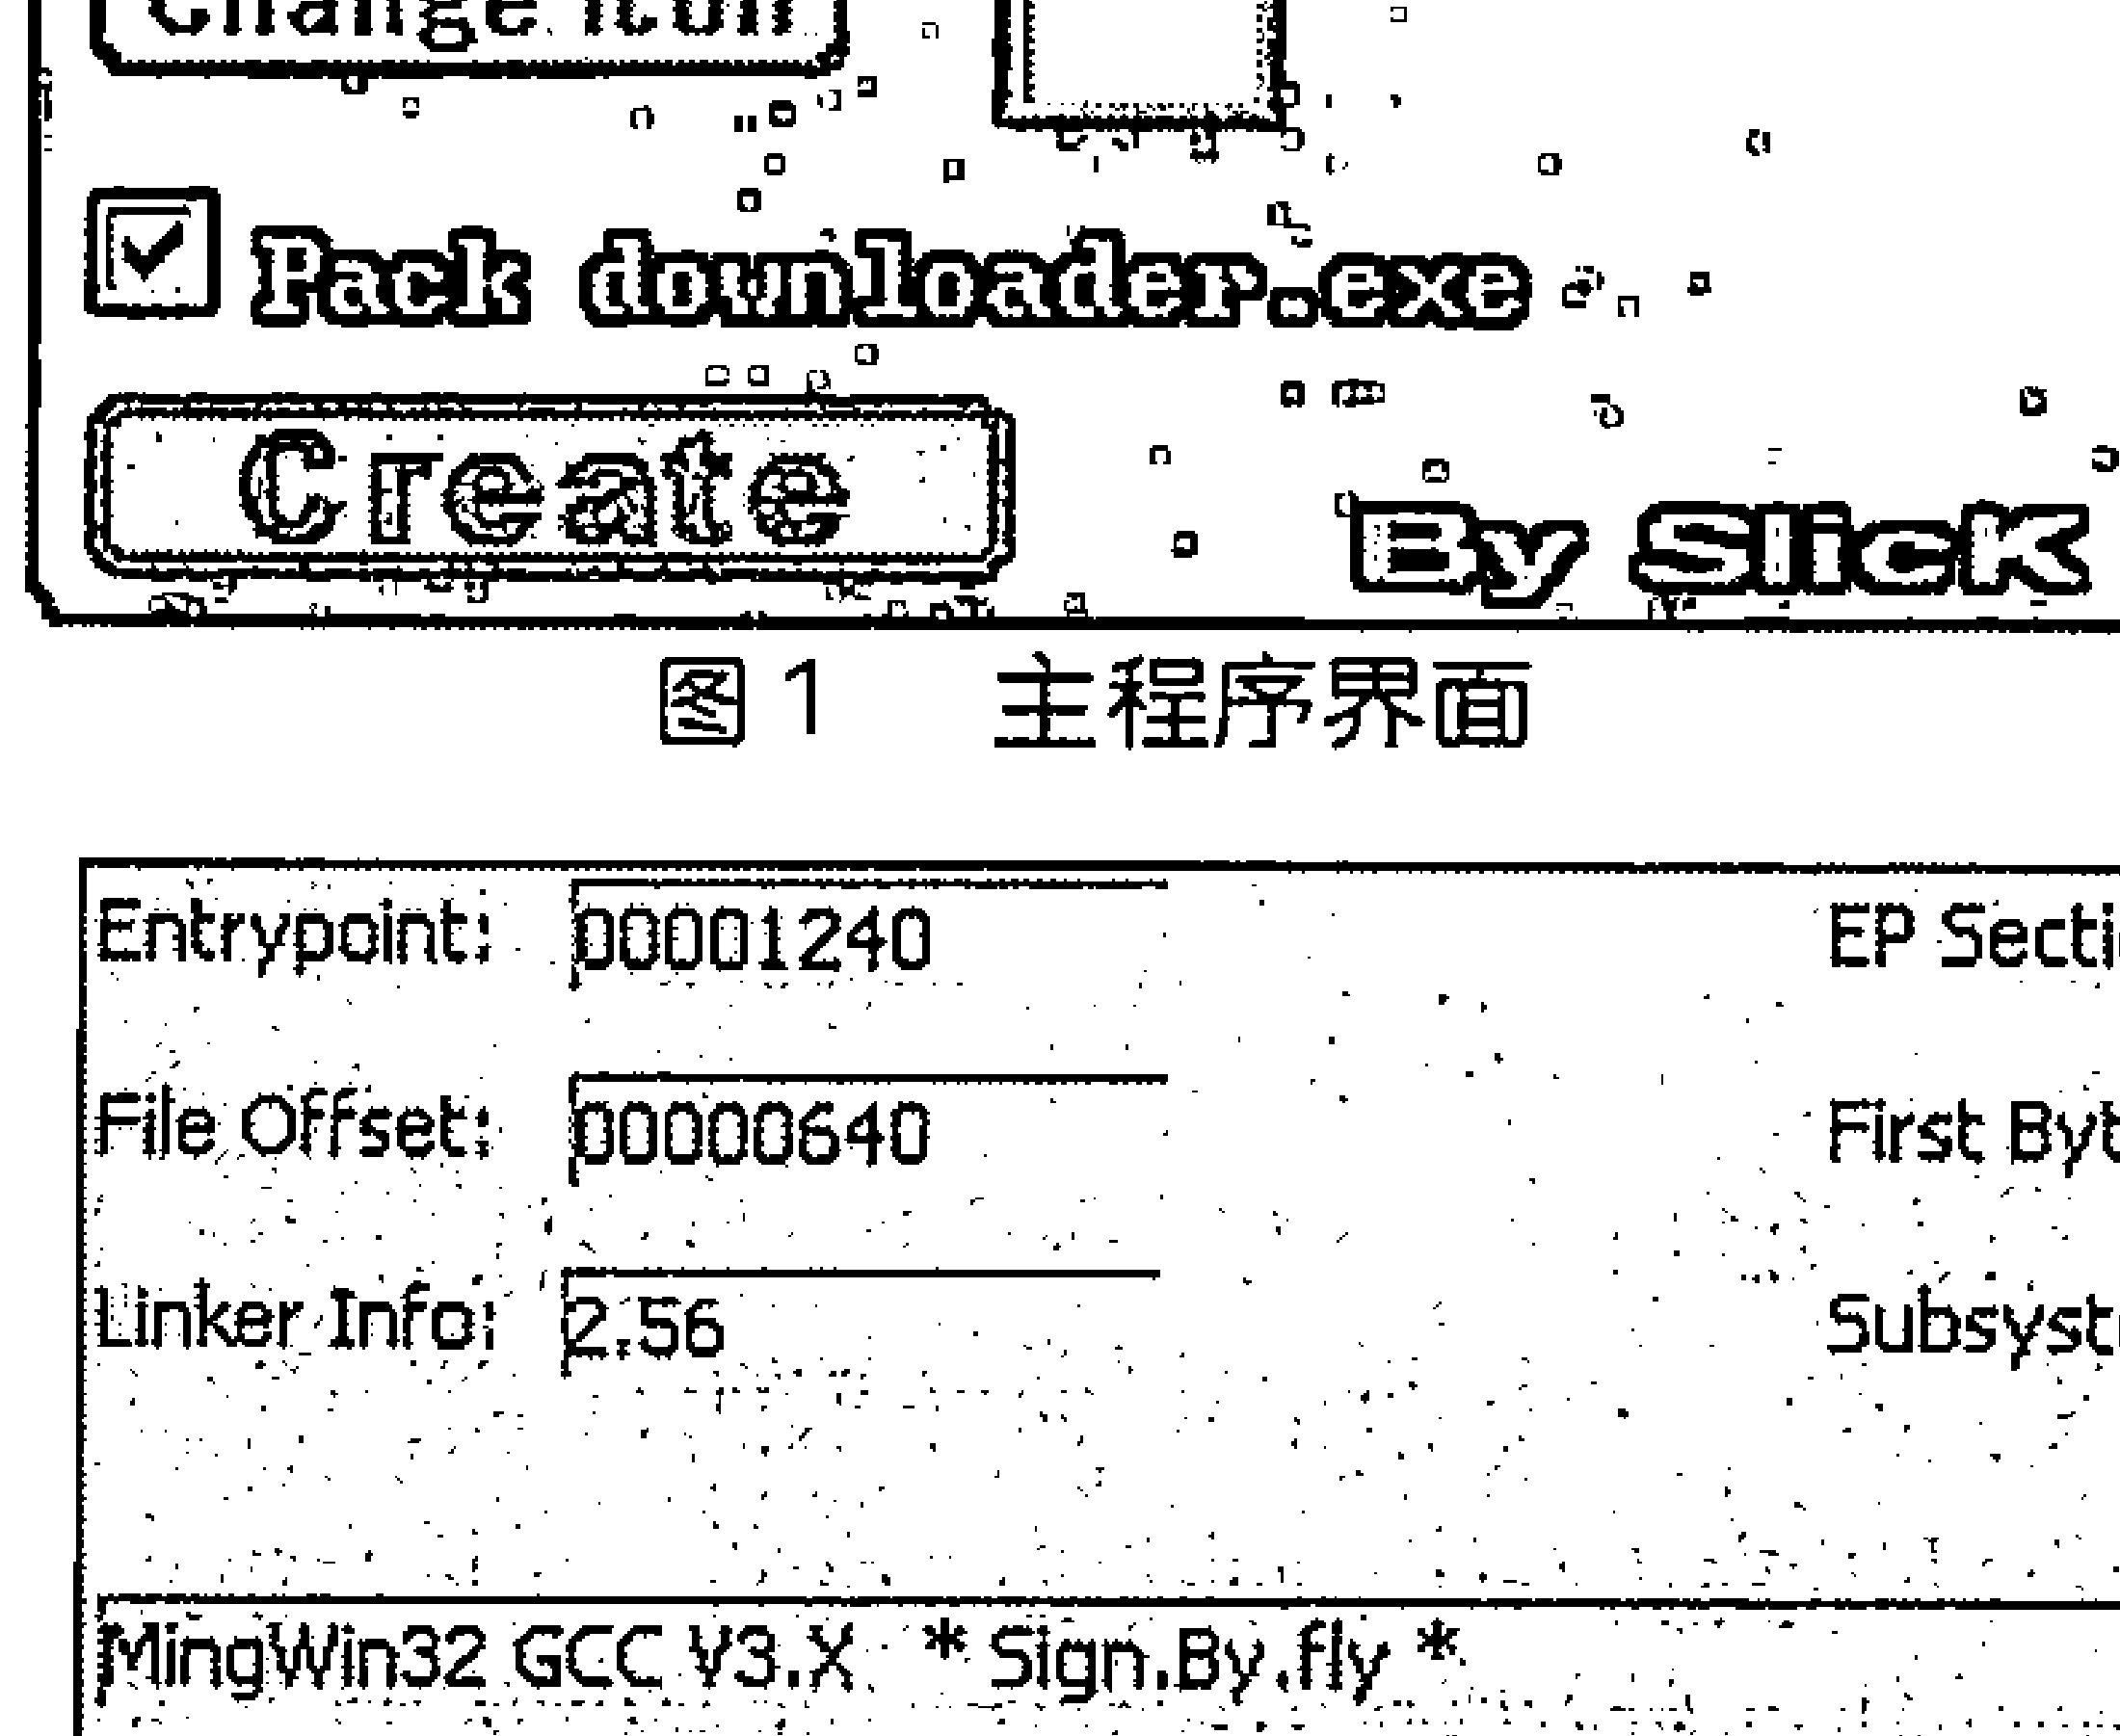 Change Icon
Pack downloader.exe
Create
By SlicK
图1 主程序界面
Entrypoint: 00001240 EP Secti
File Offset: 00000640 First Byt
Linker Info: 2.56 Subsyst
MingWin32 GCC V3.X * Sign.By.fly *